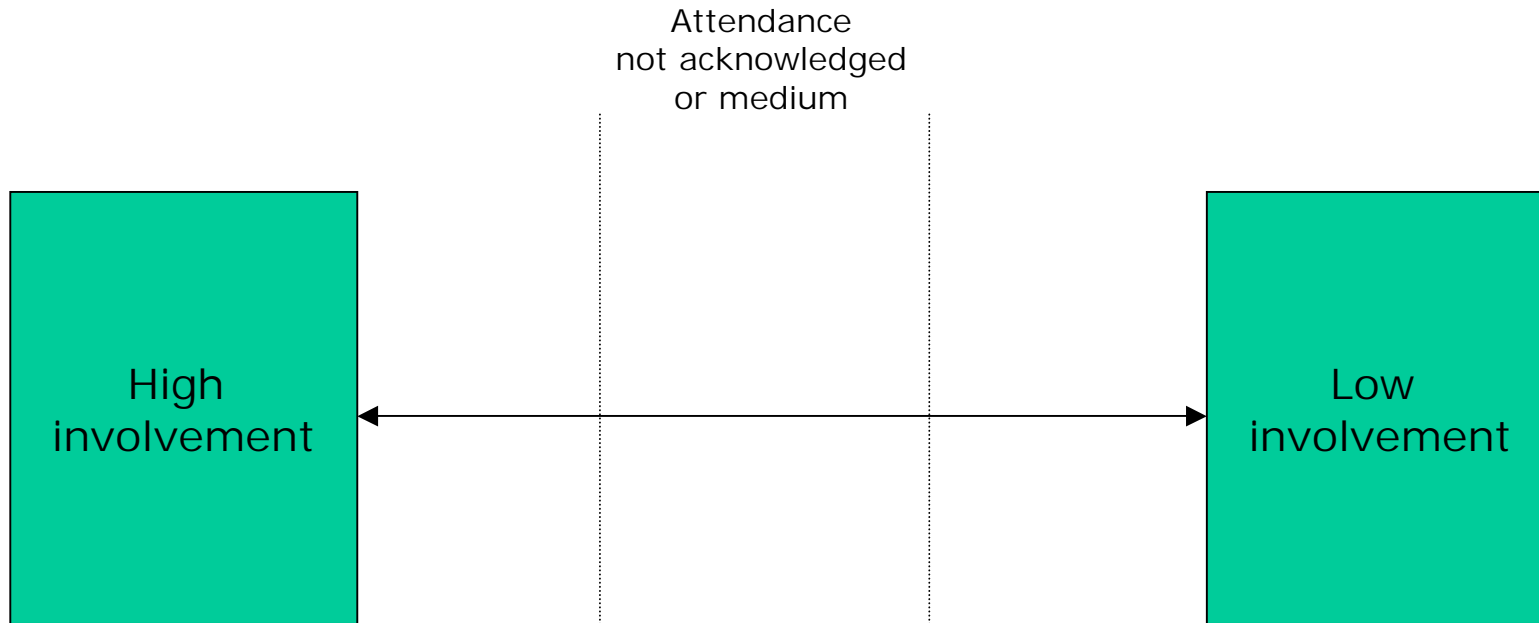 Attendance
not acknowledged
or medium
High
involvement
Low
involvement